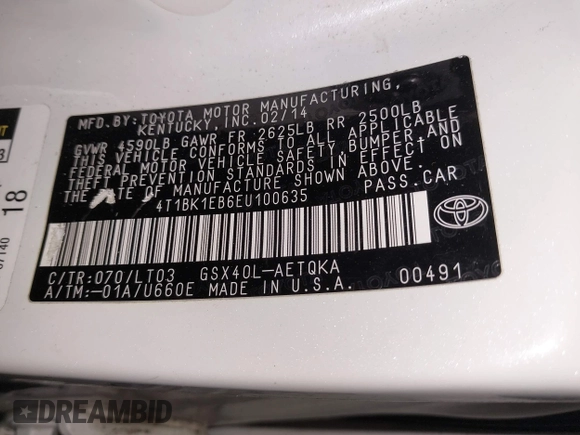 MFD.BY:TOYOTA MOTOR MANUFACTURING,
KENTUCKY, INC.02/14
GVWR 4590LB GAWR FR 2625LB RR 2500LB
THIS VEHICLE CONFORMS TO ALL APPLICABLE
FEDERAL MOTOR VEHICLE SAFETY, BUMPER, AND
THEFT PREVENTION STANDARDS IN EFFECT ON
THE DATE OF MANUFACTURE SHOWN ABOVE.
4T1BK1EB6EU100635 PASS.CAR
C/TR:070/LT03 GSX40L-AETQKA
A/TM:-01A/U660E MADE IN U.S.A. 00491
TOYOTA
18
DREAMBID